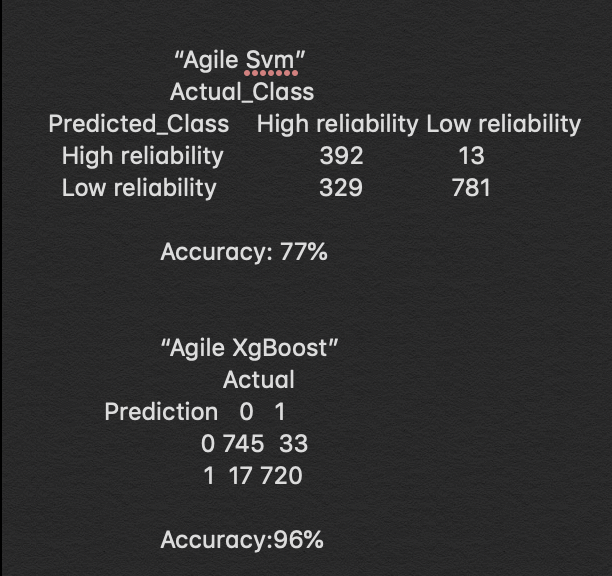 “Agile Svm”
Actual_Class
Predicted_Class High reliability Low reliability
High reliability 392 13
Low reliability 329 781
Accuracy: 77%
“Agile XgBoost”
Actual
Prediction 0 1
0 745 33
1 17 720
Accuracy:96%